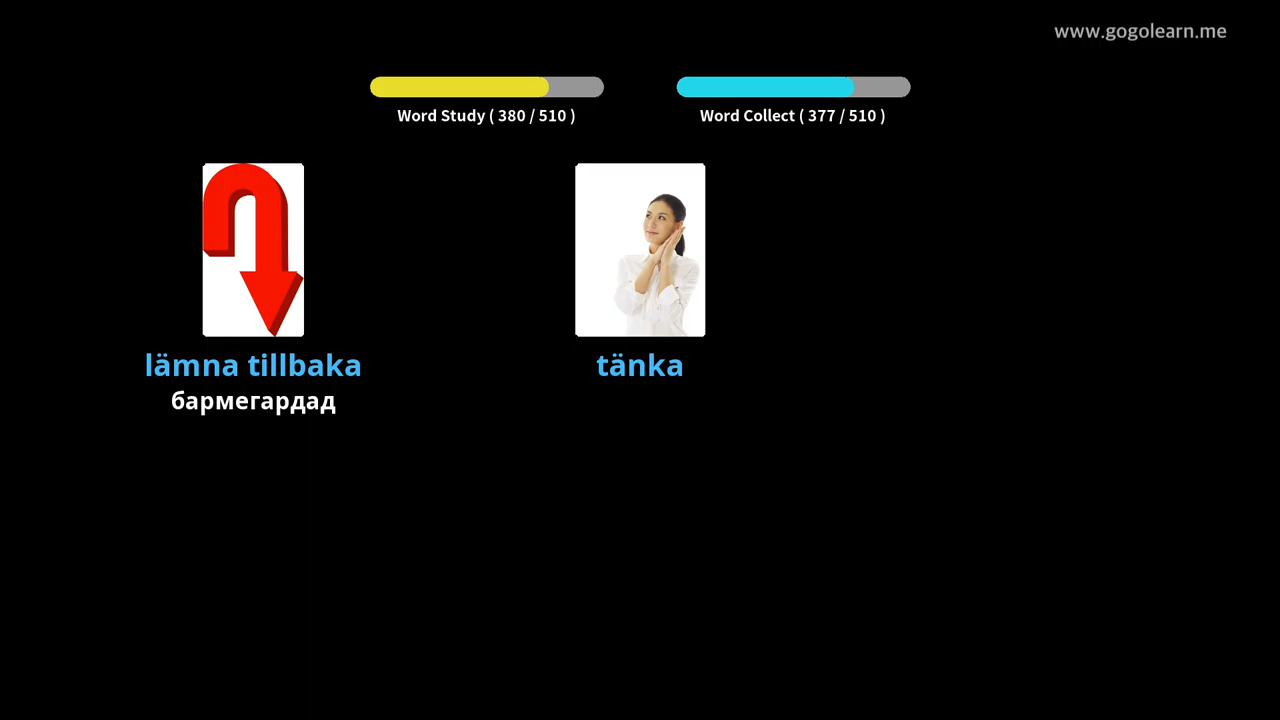 www.gogolearn.me
Word Study ( 380 / 510 )
Word Collect ( 377 / 510 )
lämna tillbaka
бармегардад
tänka